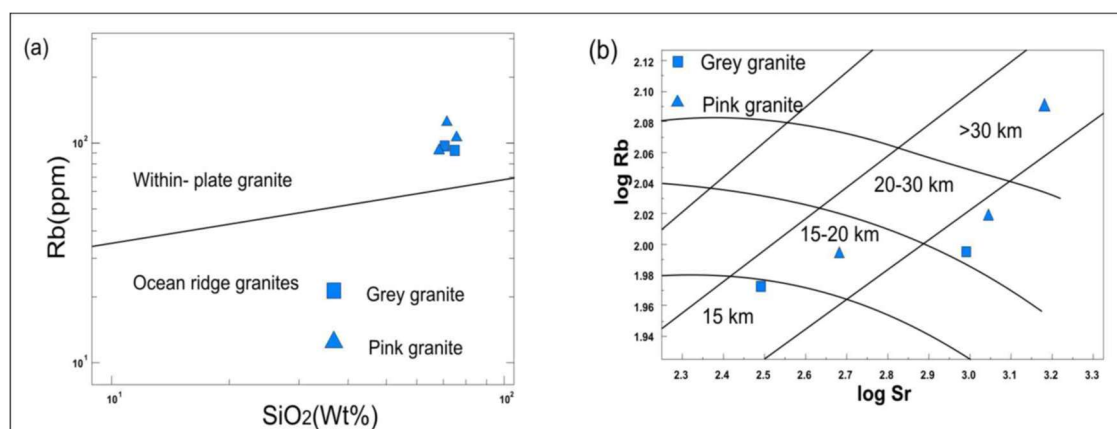 (a)
Rb(ppm)
10²
10¹
Within- plate granite
Ocean ridge granites
Grey granite
Pink granite
10¹
10²
SiO₂(Wt%)
(b)
log Rb
2.12
2.10
2.08
2.06
2.04
2.02
2.00
1.98
1.96
1.94
Grey granite
Pink granite
>30 km
20-30 km
15-20 km
15 km
2.3 2.4 2.5 2.6 2.7 2.8 2.9 3.0 3.1 3.2 3.3
log Sr